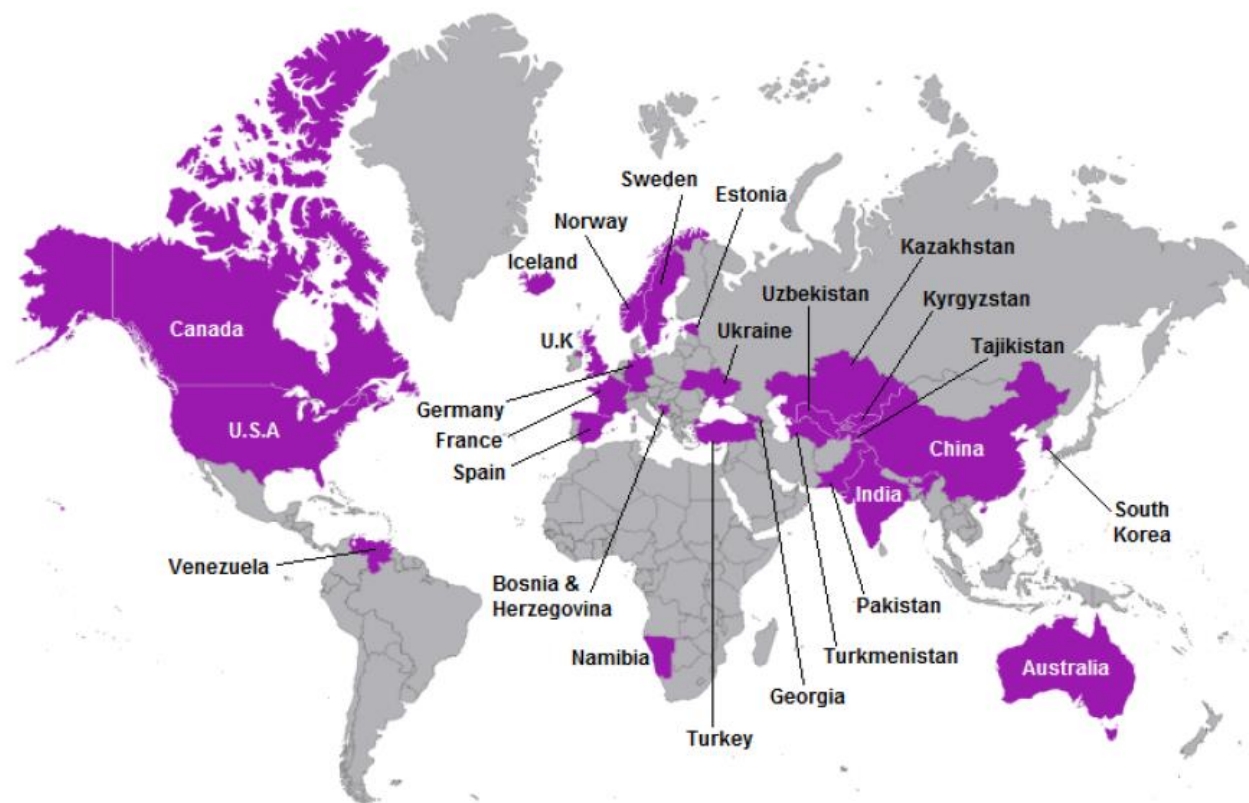 Sweden
Estonia
Norway
Kazakhstan
Iceland
Uzbekistan
Kyrgyzstan
Canada
U.K
Ukraine
Tajikistan
Germany
U.S.A
France
China
Spain
India
South
Korea
Venezuela
Bosnia &
Herzegovina
Pakistan
Namibia
Turkmenistan
Australia
Georgia
Turkey